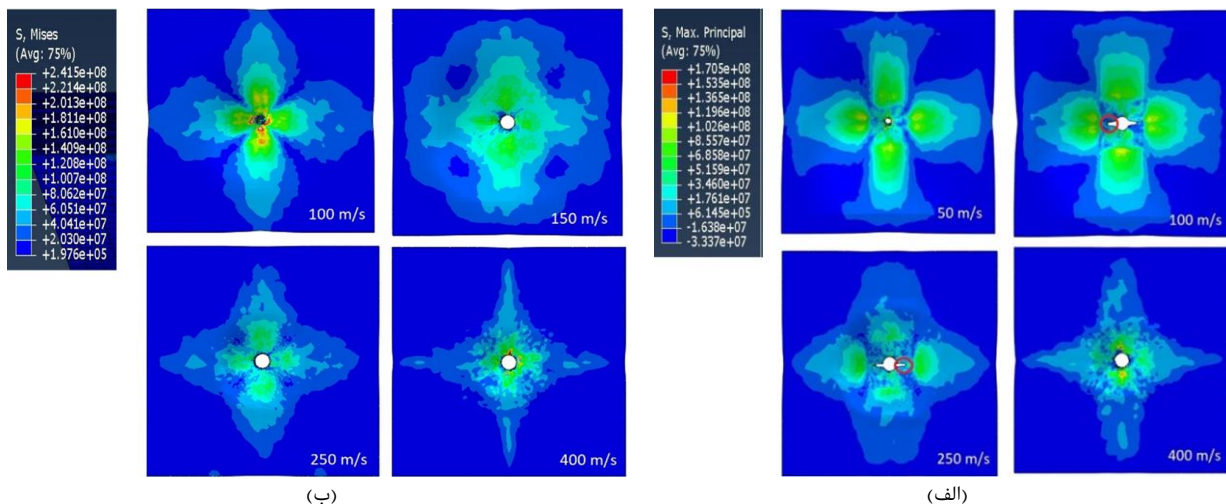 S, Mises
(Avg: 75%)
+2.415e+08
+2.214e+08
+2.013e+08
+1.811e+08
+1.610e+08
+1.409e+08
+1.208e+08
+1.007e+08
+8.062e+07
+6.051e+07
+4.041e+07
+2.030e+07
+1.976e+05
100 m/s
150 m/s
250 m/s
400 m/s
(ب)
S, Max. Principal
(Avg: 75%)
+1.705e+08
+1.535e+08
+1.365e+08
+1.196e+08
+1.026e+08
+8.557e+07
+6.858e+07
+5.159e+07
+3.460e+07
+1.761e+07
+6.145e+05
-1.638e+07
-3.337e+07
50 m/s
100 m/s
250 m/s
400 m/s
(الف)